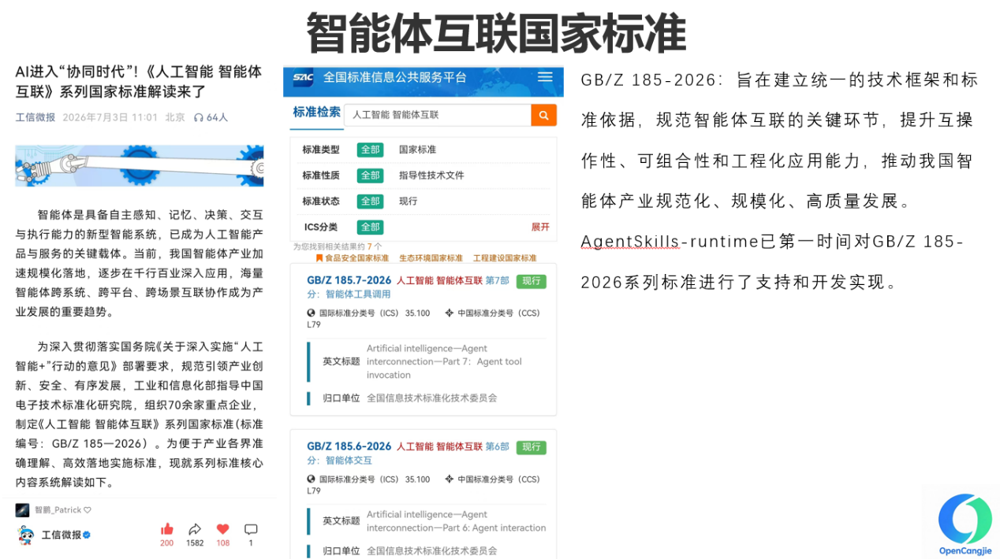 智能体互联国家标准
AI进入“协同时代”!《人工智能 智能体
互联》系列国家标准解读来了
工信微报 2026年7月3日 11:01 北京 64人
智能体是具备自主感知、记忆、决策、交互
与执行能力的新型智能系统，已成为人工智能产
品与服务的关键载体。当前，我国智能体产业加
速规模化落地，逐步在千行百业深入应用，海量
智能体跨系统、跨平台、跨场景互联协作成为产
业发展的重要趋势。
为深入贯彻落实国务院《关于深入实施“人工
智能+”行动的意见》部署要求，规范引领产业创
新、安全、有序发展，工业和信息化部指导中国
电子技术标准化研究院，组织70余家重点企业，
制定《人工智能 智能体互联》系列国家标准（标准
编号：GB/Z 185—2026）。为便于产业各界准
确理解、高效落地实施标准，现就系列标准核心
内容系统解读如下。
智鹏_Patrick
工信微报
200 1582 108 1
SAC 全国标准信息公共服务平台
标准检索 人工智能 智能体互联
标准类型 全部 国家标准
标准性质 全部 指导性技术文件
标准状态 全部 现行
ICS分类 全部 展开
为您找到相关结果约 7 个
食品安全国家标准 生态环境国家标准 工程建设国家标准
GB/Z 185.7-2026 人工智能 智能体互联 第7部 现行
分：智能体工具调用
国际标准分类号（ICS） 35.100 中国标准分类号（CCS）
L79
Artificial intelligence—Agent
英文标题 interconnection—Part 7：Agent tool
invocation
归口单位 全国信息技术标准化技术委员会
GB/Z 185.6-2026 人工智能 智能体互联 第6部 现行
分：智能体交互
国际标准分类号（ICS） 35.100 中国标准分类号（CCS）
L79
英文标题 Artificial intelligence—Agent
interconnection—Part 6: Agent interaction
归口单位 全国信息技术标准化技术委员会
GB/Z 185-2026：旨在建立统一的技术框架和标
准依据，规范智能体互联的关键环节，提升互操
作性、可组合性和工程化应用能力，推动我国智
能体产业规范化、规模化、高质量发展。
AgentSkills-runtime已第一时间对GB/Z 185-
2026系列标准进行了支持和开发实现。
OpenCangjie